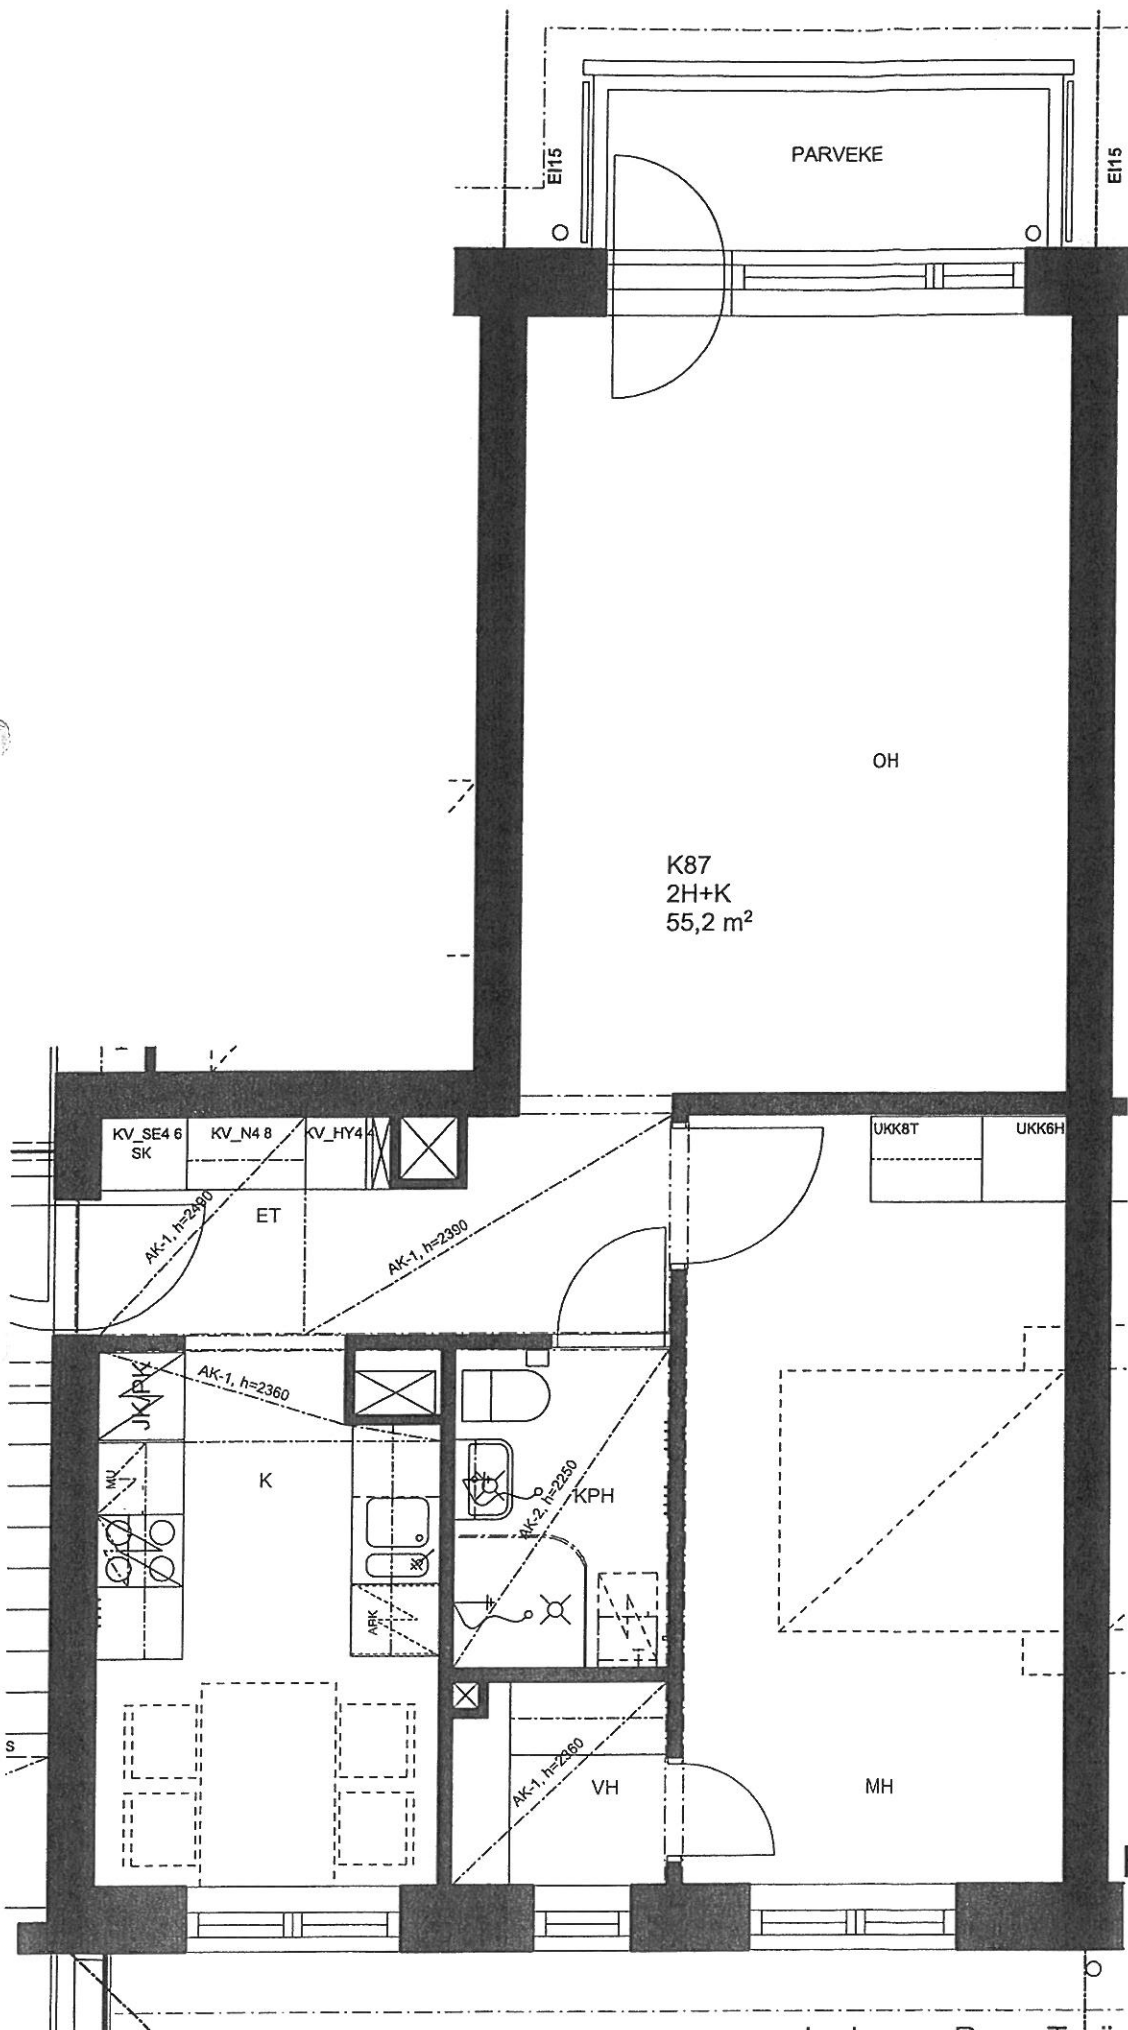 EI15
PARVEKE
EI15
OH
K87
2H+K
55,2 m²
KV_SE4 6
SK
KV_N4 8
KV_HY4 4
UKK8T
UKK6H
ET
AK-1, h=2490
AK-1, h=2390
JK/PK
AK-1, h=2360
MU
K
KPH
AK-2, h=2250
APK
S
AK-1, h=2360
VH
MH